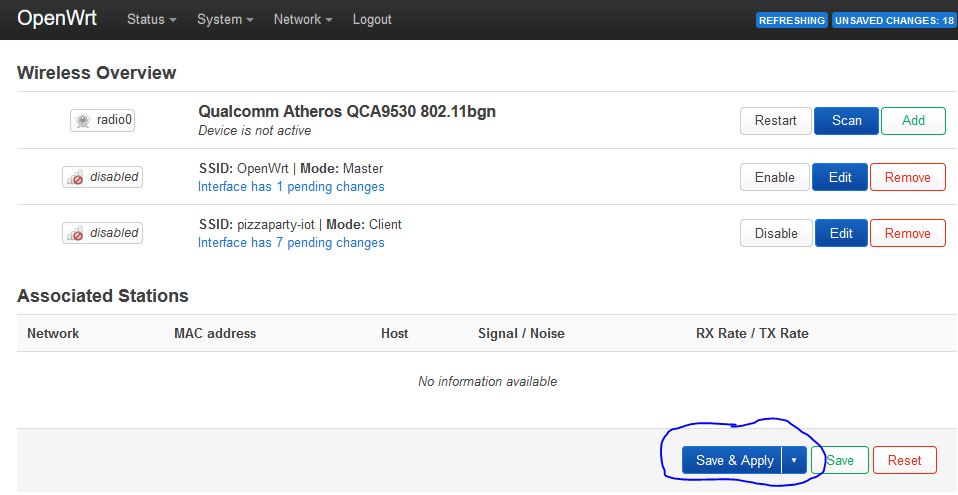 OpenWrt Status System Network Logout REFRESHING UNSAVED CHANGES: 18
Wireless Overview
radio0 Qualcomm Atheros QCA9530 802.11bgn Restart Scan Add
Device is not active
disabled SSID: OpenWrt | Mode: Master Enable Edit Remove
Interface has 1 pending changes
disabled SSID: pizzaparty-iot | Mode: Client Disable Edit Remove
Interface has 7 pending changes
Associated Stations
Network MAC address Host Signal / Noise RX Rate / TX Rate
No information available
Save & Apply Save Reset